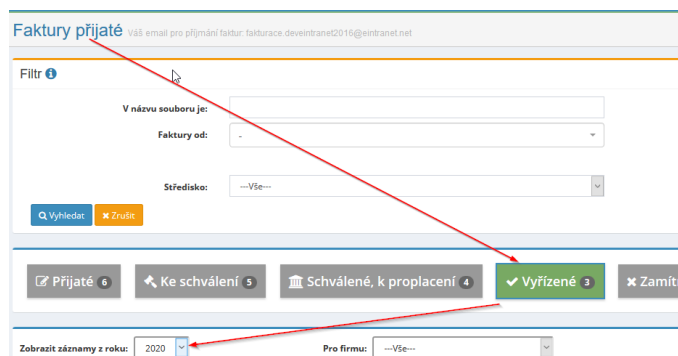 Faktury přijaté Váš email pro příjmání faktur: fakturace.deveintranet2016@eintranet.net
Filtr
V názvu souboru je:
Faktury od: -
Středisko: ---Vše---
Vyhledat Zrušit
Přijaté 6 Ke schválení 5 Schválené, k proplacení 4 Vyřízené 3 Zamít
Zobrazit záznamy z roku: 2020 Pro firmu: ---Vše---